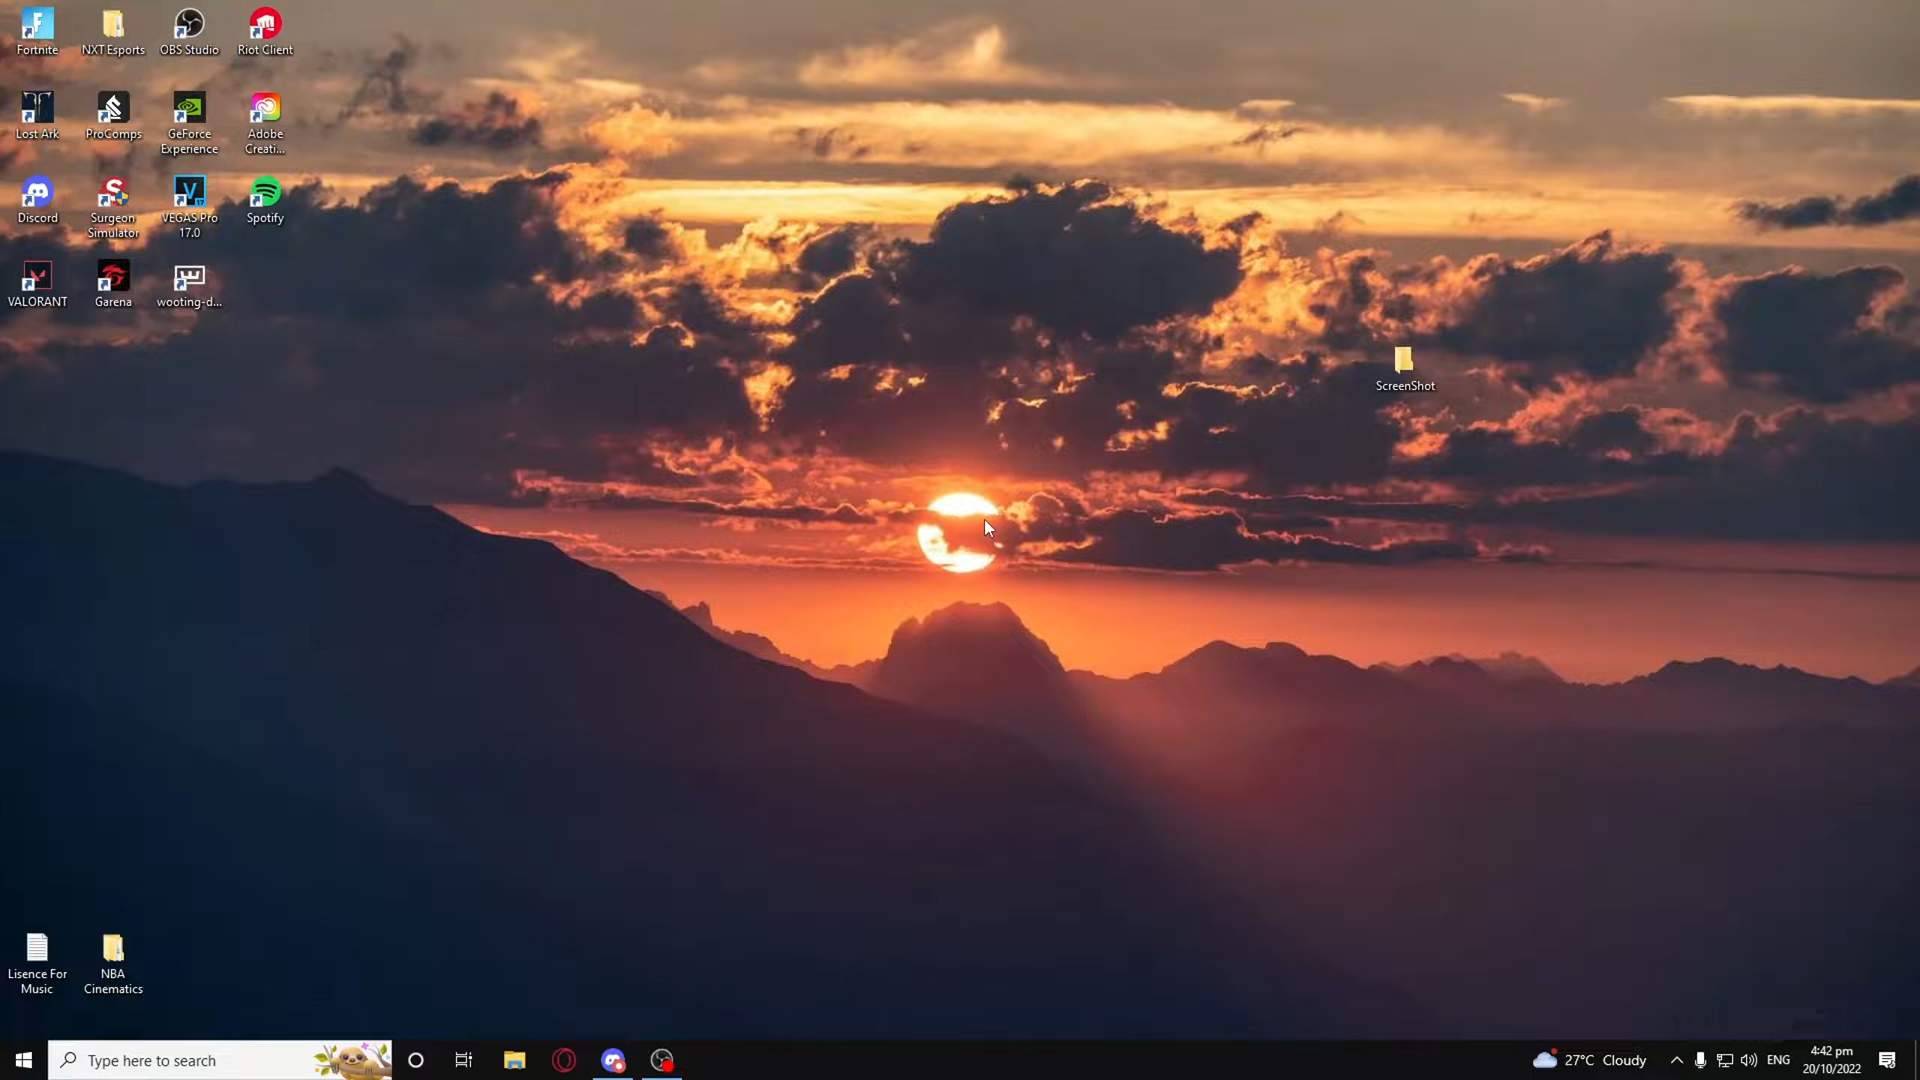 Fortnite
NXT Esports
OBS Studio
Riot Client
Lost Ark
ProComps
GeForce
Experience
Adobe
Creati...
Discord
Surgeon
Simulator
VEGAS Pro
17.0
Spotify
VALORANT
Garena
wooting-d...
ScreenShot
Lisence For
Music
NBA
Cinematics
Type here to search
27°C Cloudy
ENG
4:42 pm
20/10/2022